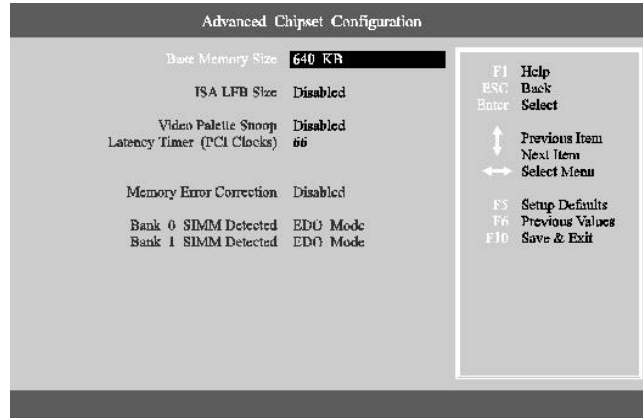 Advanced Chipset Configuration
Base Memory Size 640 KB
ISA LFB Size Disabled
Video Palette Snoop Disabled
Latency Timer (PCI Clocks) 66
Memory Error Correction Disabled
Bank 0 SIMM Detected EDO Mode
Bank 1 SIMM Detected EDO Mode
F1 Help
ESC Back
Enter Select
Previous Item
Next Item
Select Menu
F5 Setup Defaults
F6 Previous Values
F10 Save & Exit